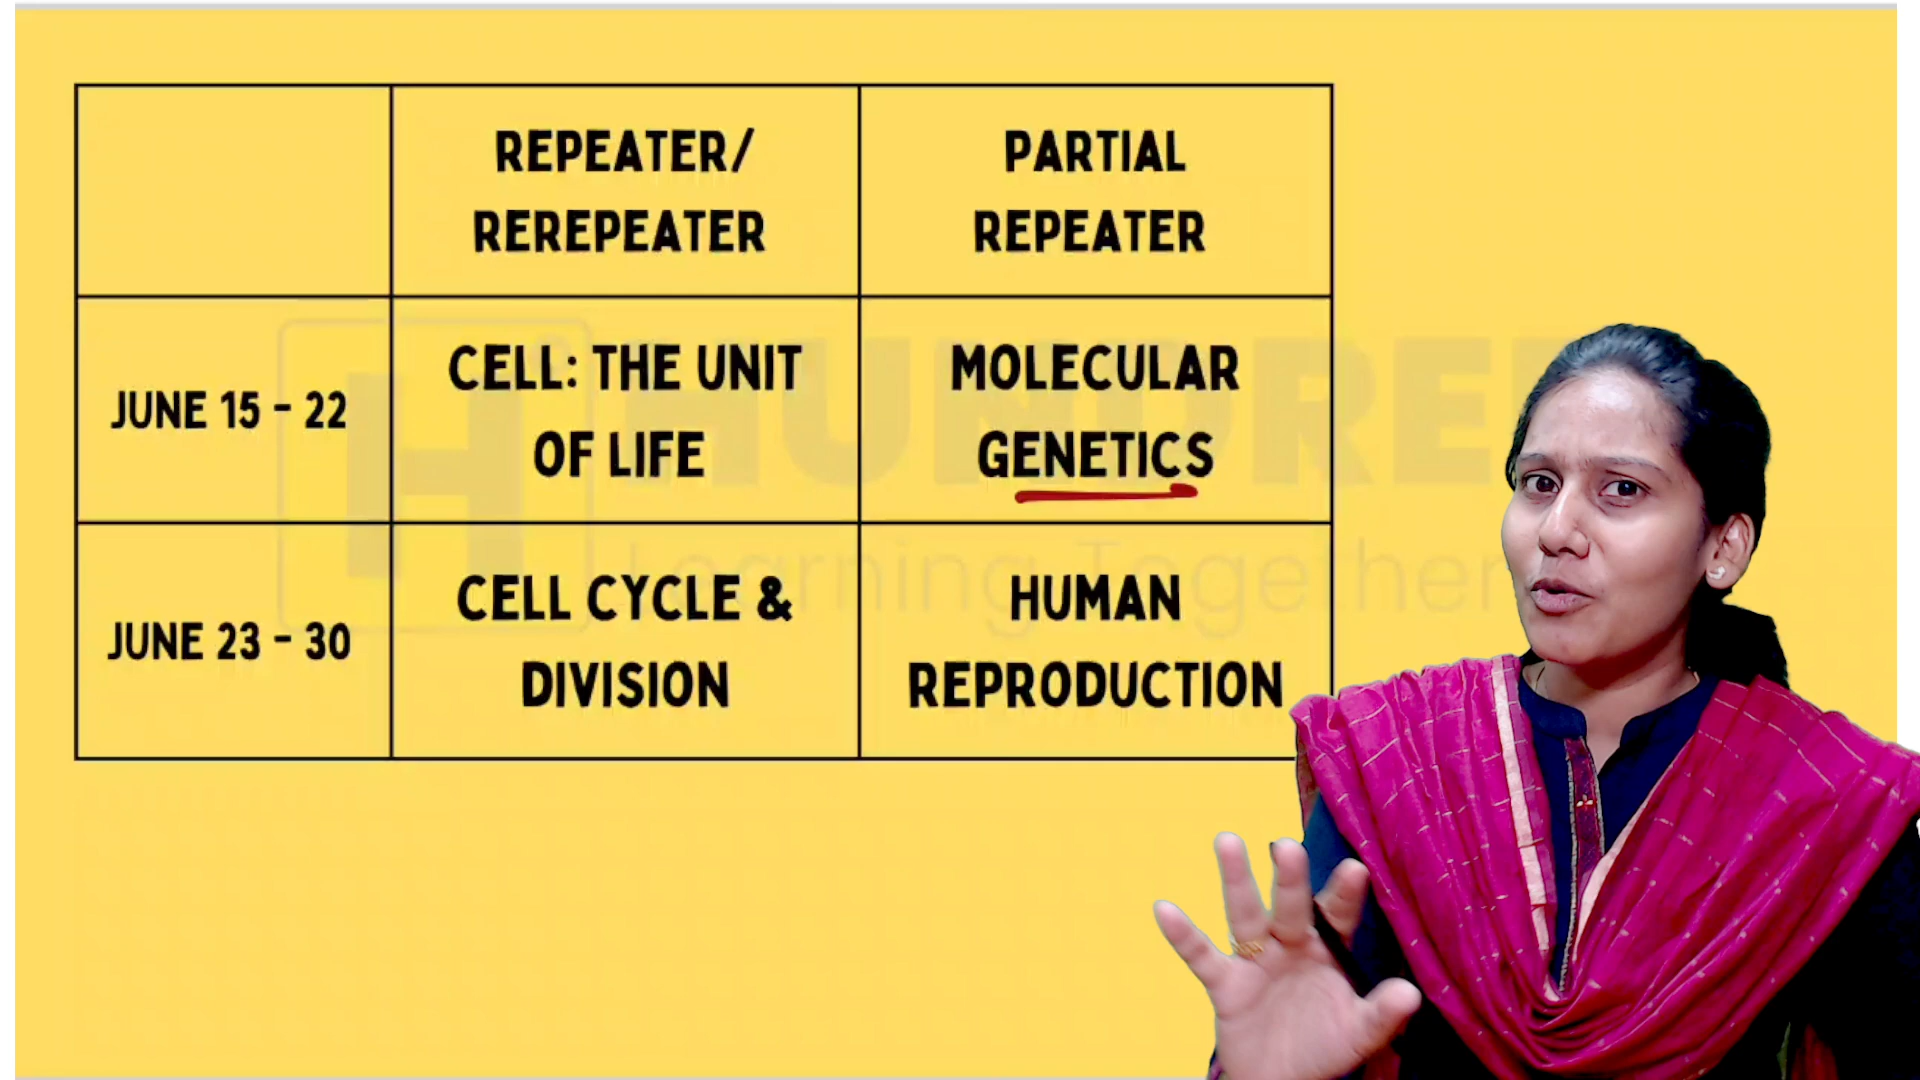 REPEATER/
REREPEATER
PARTIAL
REPEATER
JUNE 15 - 22
CELL: THE UNIT
OF LIFE
MOLECULAR
GENETICS
JUNE 23 - 30
CELL CYCLE &
DIVISION
HUMAN
REPRODUCTION
H HUNDRED
Learning Together